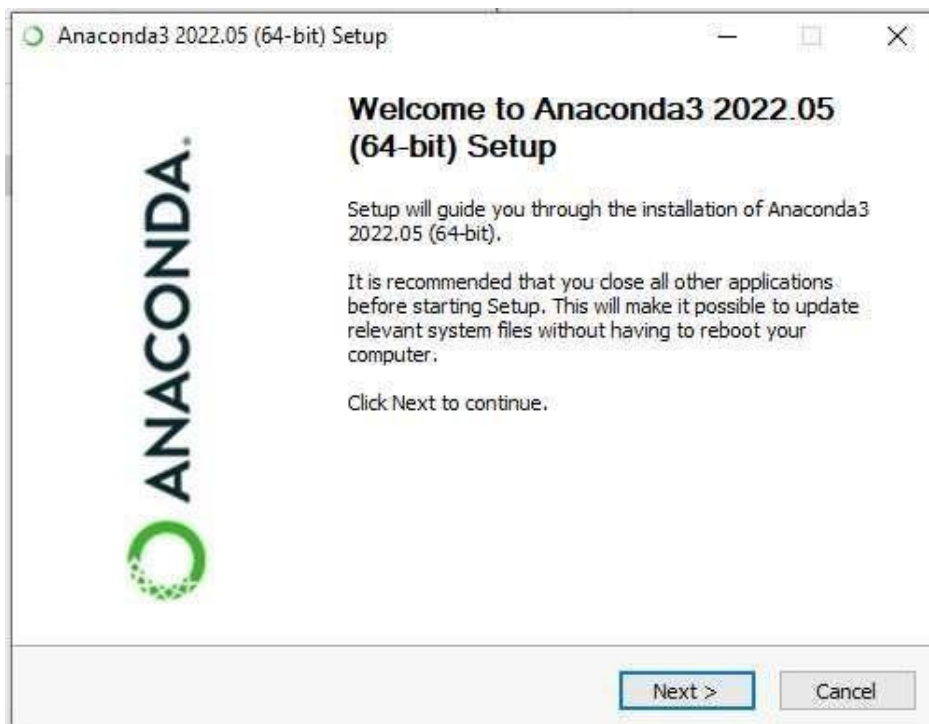 Anaconda3 2022.05 (64-bit) Setup
Welcome to Anaconda3 2022.05
(64-bit) Setup
Setup will guide you through the installation of Anaconda3
2022.05 (64-bit).
It is recommended that you close all other applications
before starting Setup. This will make it possible to update
relevant system files without having to reboot your
computer.
Click Next to continue.
ANACONDA.
Next >
Cancel